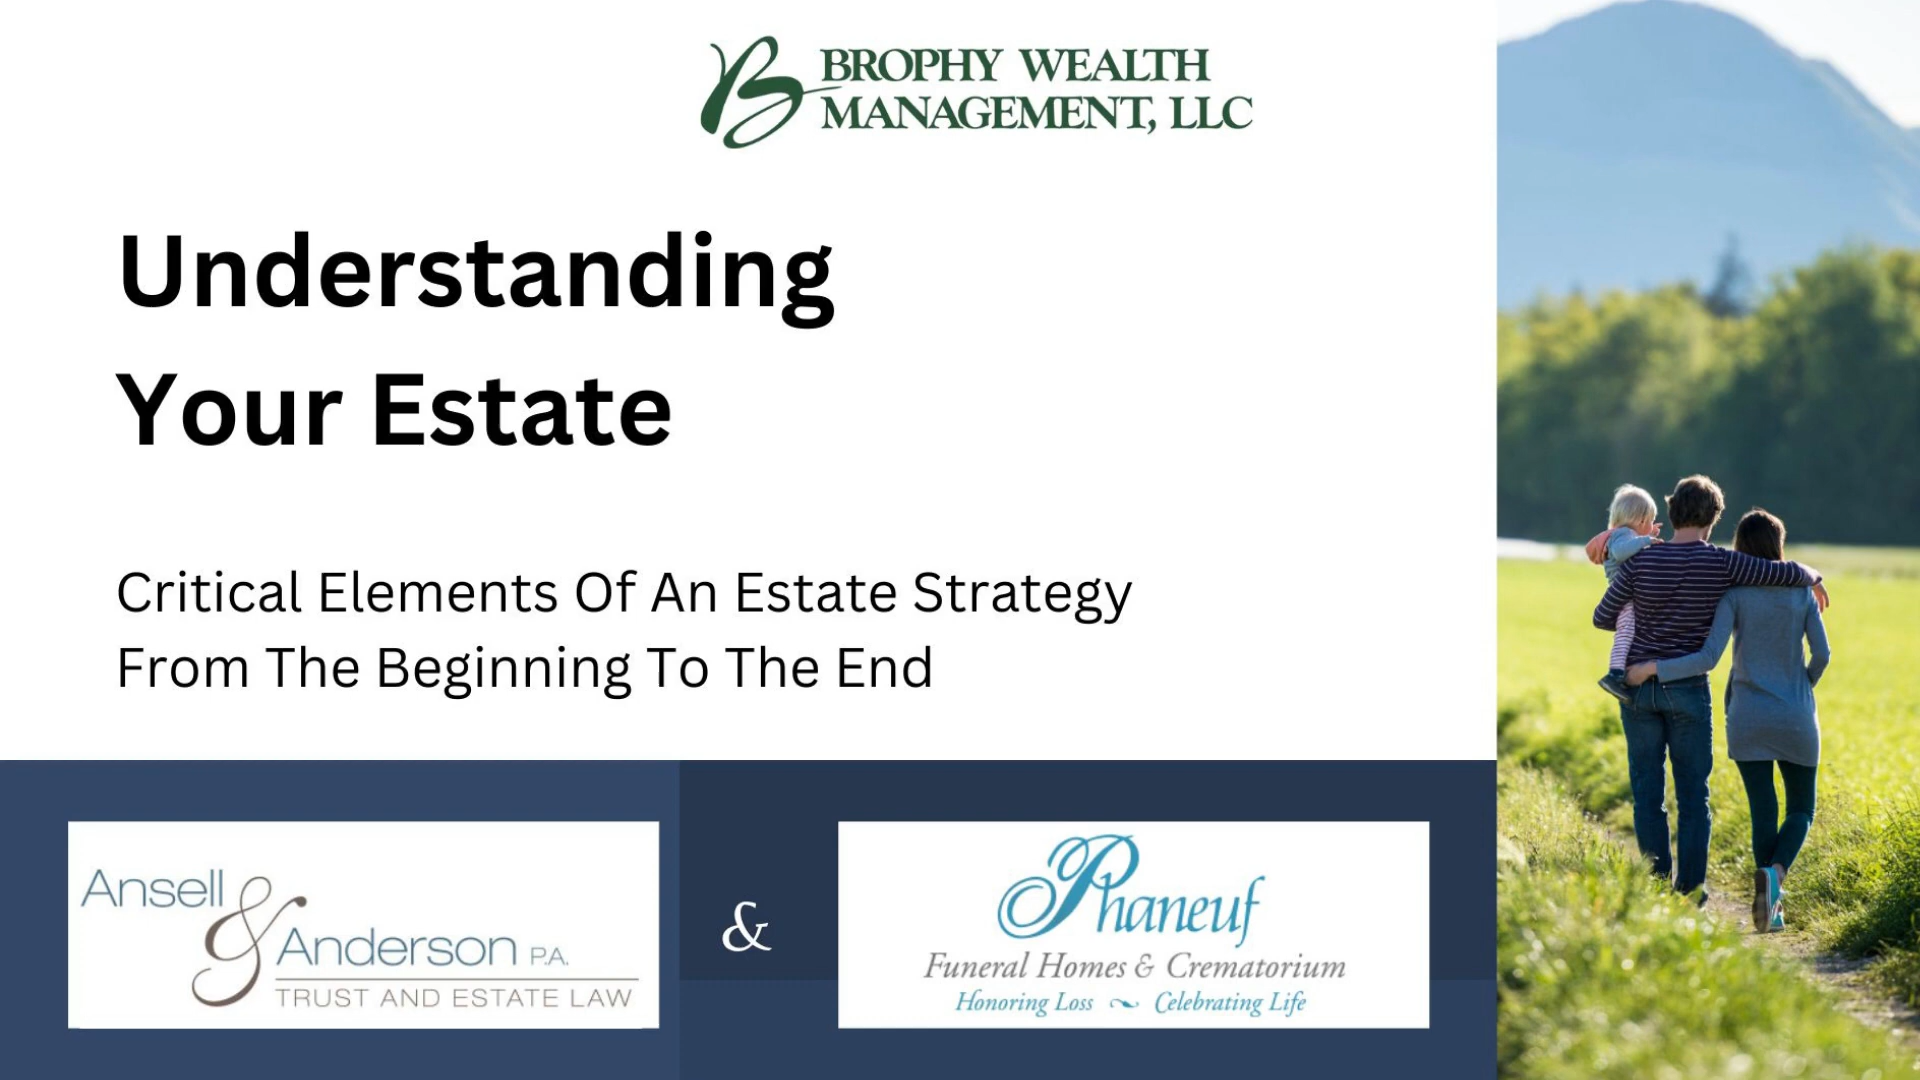 BROPHY WEALTH
MANAGEMENT, LLC
Understanding
Your Estate
Critical Elements Of An Estate Strategy
From The Beginning To The End
Ansell
&
Anderson P.A.
TRUST AND ESTATE LAW
&
Phaneuf
Funeral Homes & Crematorium
Honoring Loss ~ Celebrating Life